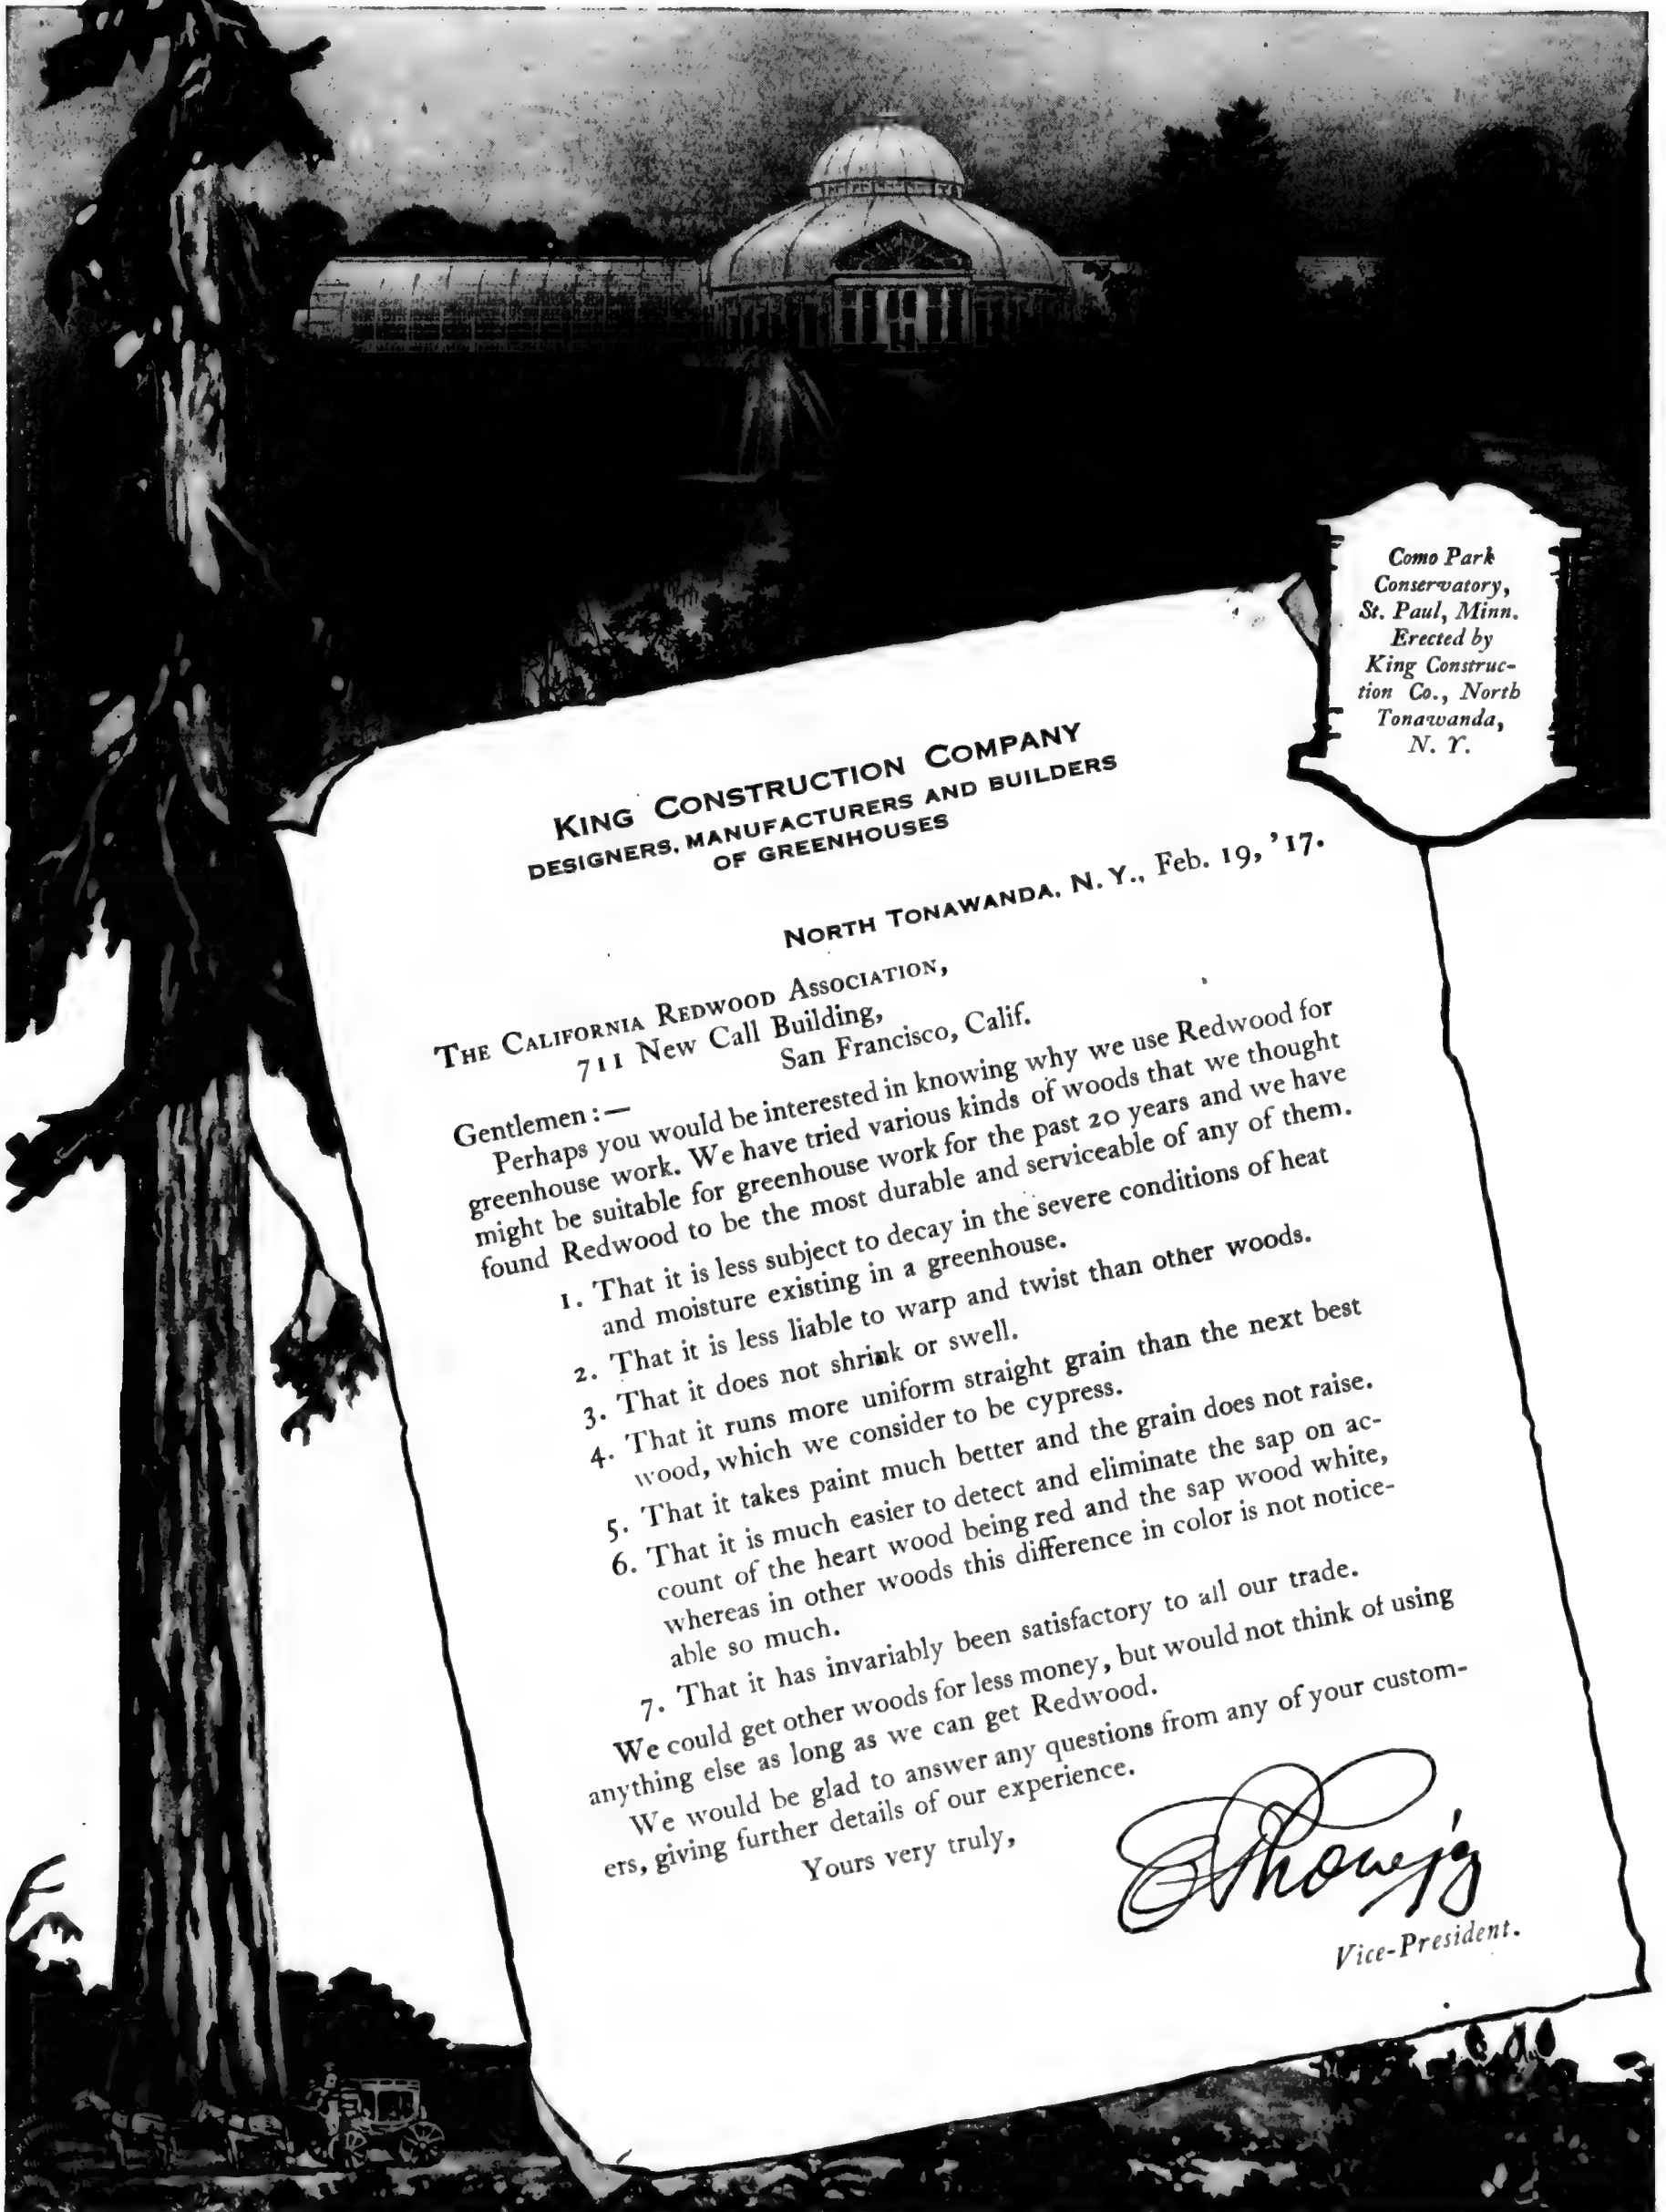 Como Park
Conservatory,
St. Paul, Minn.
Erected by
King Construc-
tion Co., North
Tonawanda,
N. Y.
KING CONSTRUCTION COMPANY
DESIGNERS, MANUFACTURERS AND BUILDERS
OF GREENHOUSES
NORTH TONAWANDA, N. Y., Feb. 19, '17.
THE CALIFORNIA REDWOOD ASSOCIATION,
711 New Call Building,
San Francisco, Calif.
Gentlemen:—
Perhaps you would be interested in knowing why we use Redwood for
greenhouse work. We have tried various kinds of woods that we thought
might be suitable for greenhouse work for the past 20 years and we have
found Redwood to be the most durable and serviceable of any of them.
1. That it is less subject to decay in the severe conditions of heat
and moisture existing in a greenhouse.
2. That it is less liable to warp and twist than other woods.
3. That it does not shrink or swell.
4. That it runs more uniform straight grain than the next best
wood, which we consider to be cypress.
5. That it takes paint much better and the grain does not raise.
6. That it is much easier to detect and eliminate the sap on ac-
count of the heart wood being red and the sap wood white,
whereas in other woods this difference in color is not notice-
able so much.
7. That it has invariably been satisfactory to all our trade.
We could get other woods for less money, but would not think of using
anything else as long as we can get Redwood.
We would be glad to answer any questions from any of your custom-
ers, giving further details of our experience.
Yours very truly,
Vice-President.